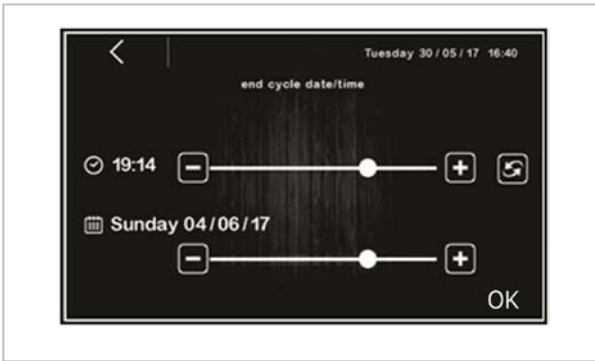 Tuesday 30 / 05 / 17 16:40
end cycle date/time
19:14
Sunday 04 / 06 / 17
OK